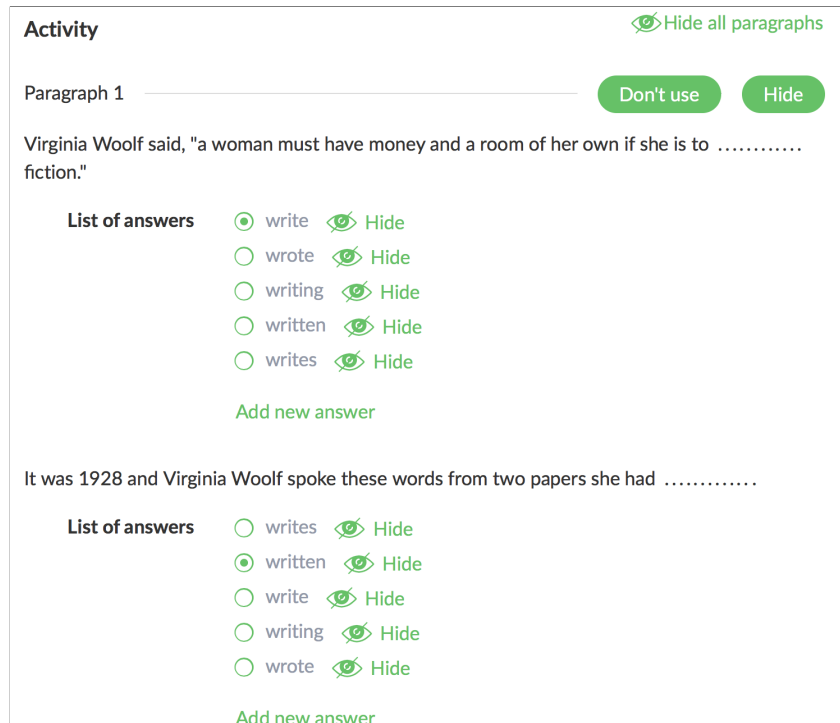 Activity
Hide all paragraphs
Paragraph 1
Don't use
Hide
Virginia Woolf said, "a woman must have money and a room of her own if she is to ............
fiction."
List of answers
write Hide
wrote Hide
writing Hide
written Hide
writes Hide
Add new answer
It was 1928 and Virginia Woolf spoke these words from two papers she had .............
List of answers
writes Hide
written Hide
write Hide
writing Hide
wrote Hide
Add new answer